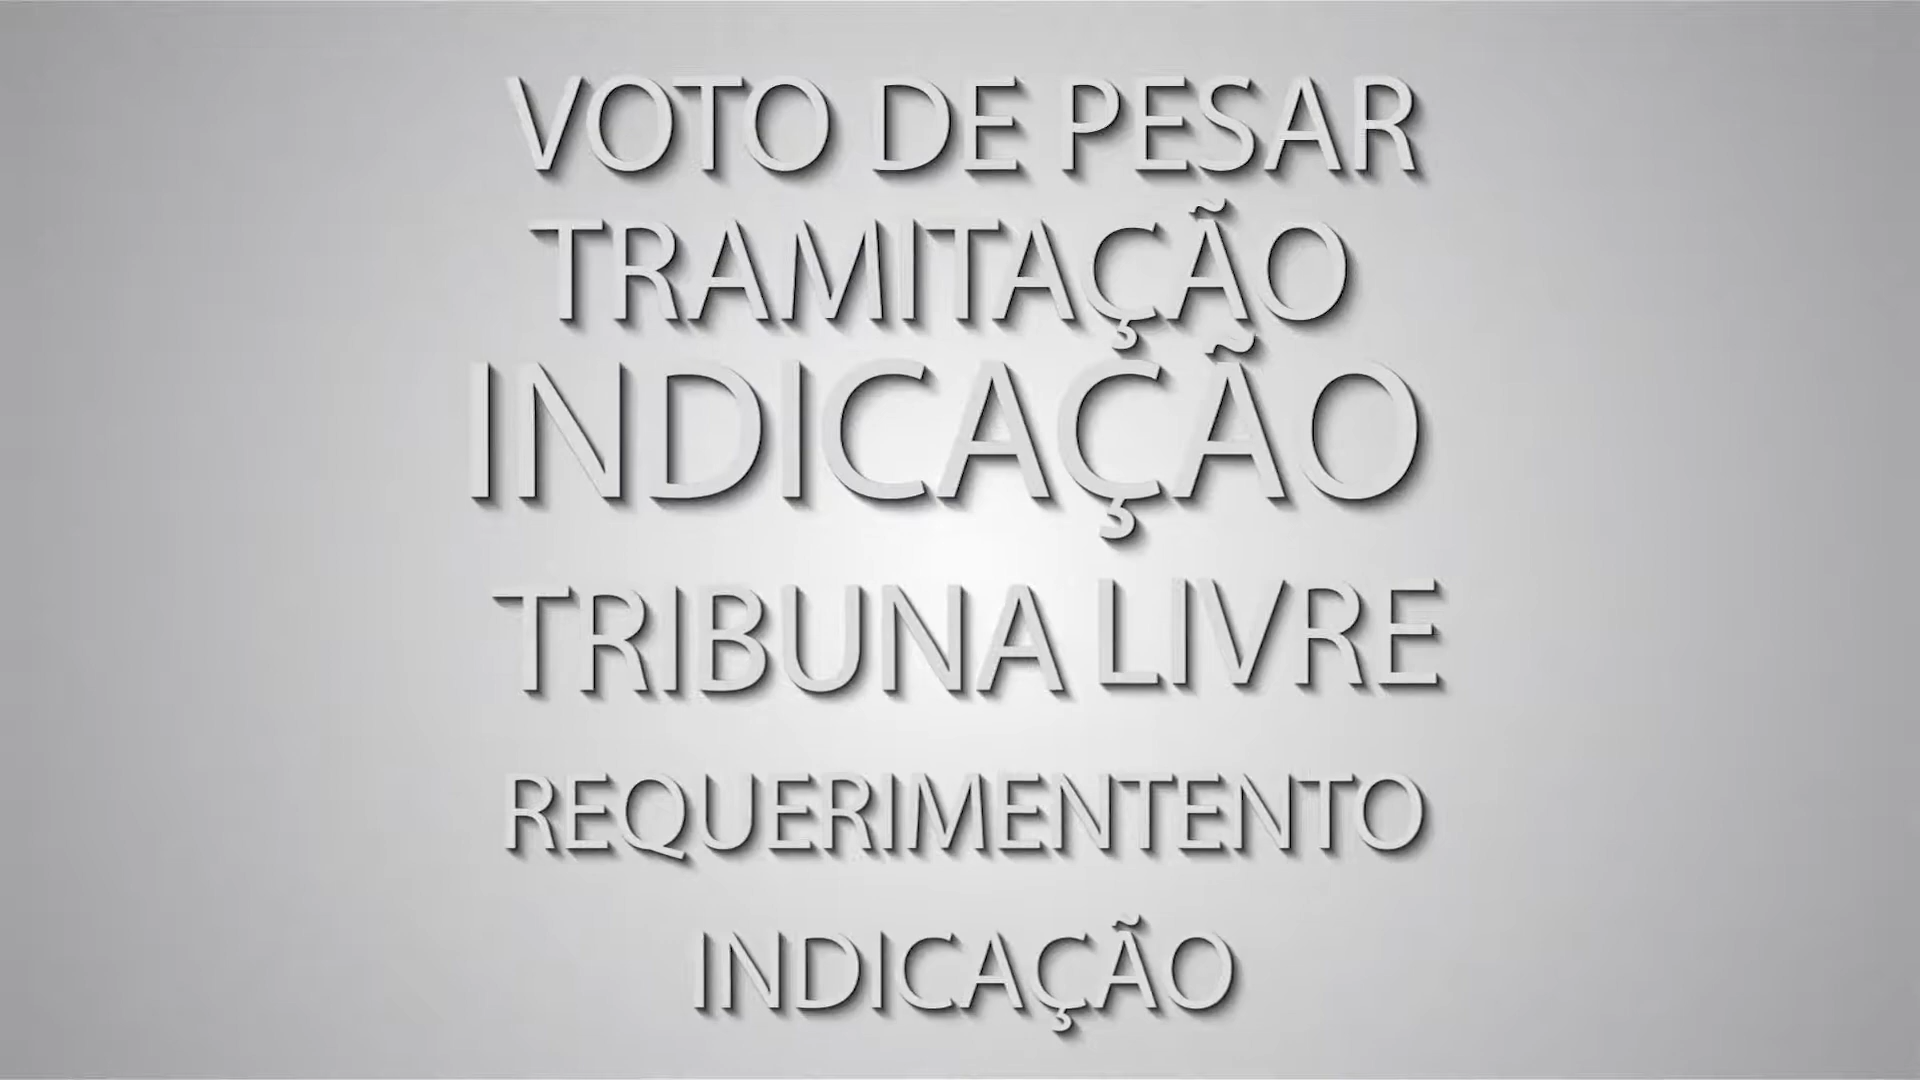 VOTO DE PESAR
TRAMITAÇÃO
INDICAÇÃO
TRIBUNA LIVRE
REQUERIMENTENTO
INDICAÇÃO